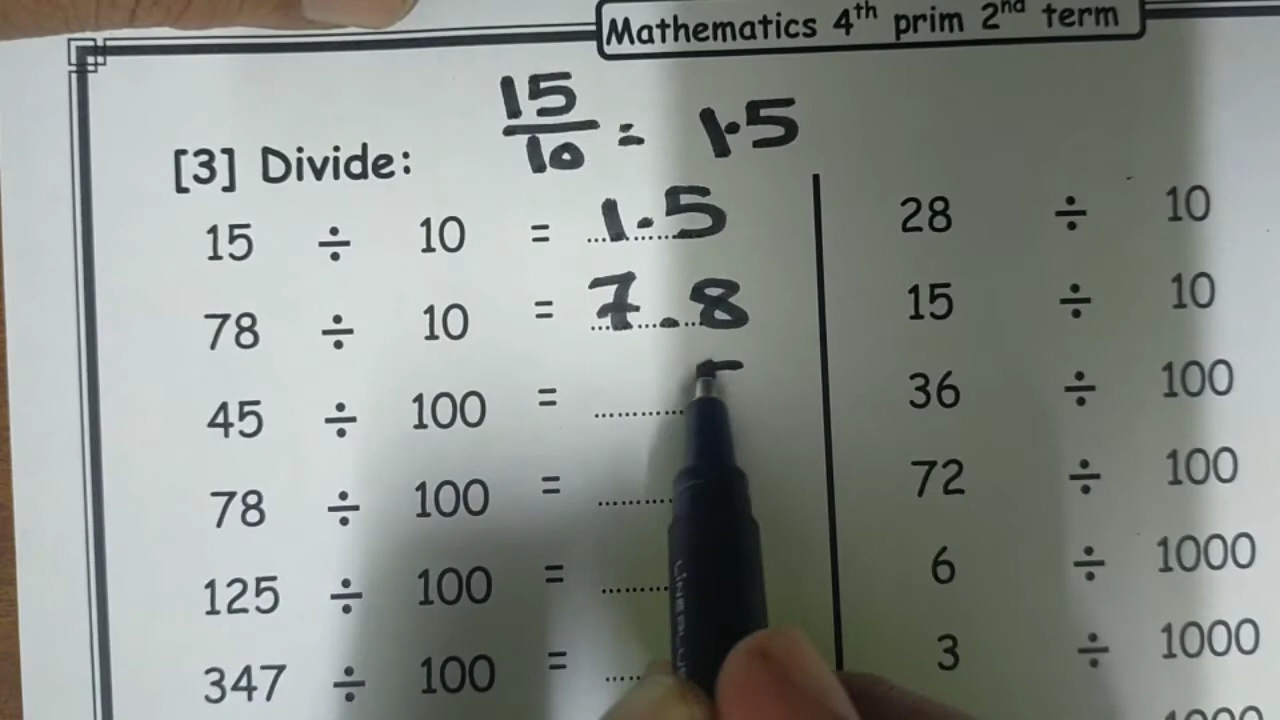 Mathematics 4th prim 2nd term
15/10 = 1.5
[3] Divide:
15 ÷ 10 = 1.5
78 ÷ 10 = 7.8
45 ÷ 100 = ..........
78 ÷ 100 = ........
125 ÷ 100 = .......
347 ÷ 100 = .....
28 ÷ 10
15 ÷ 10
36 ÷ 100
72 ÷ 100
6 ÷ 1000
3 ÷ 1000